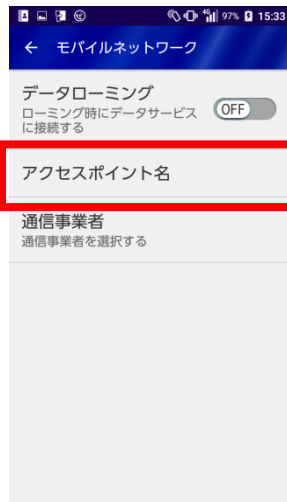 97% 15:33
← モバイルネットワーク
データローミング
ローミング時にデータサービス OFF
に接続する
アクセスポイント名
通信事業者
通信事業者を選択する